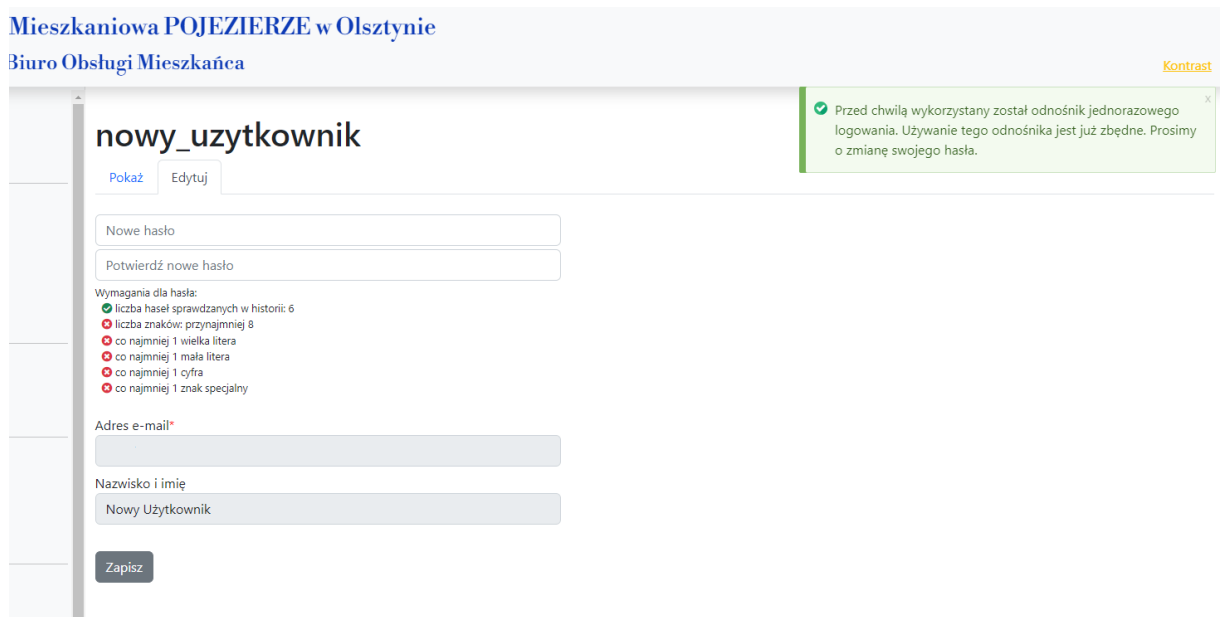 Mieszkaniowa POJEZIERZE w Olsztynie
Biuro Obsługi Mieszkańca
Kontrast
Przed chwilą wykorzystany został odnośnik jednorazowego
logowania. Używanie tego odnośnika jest już zbędne. Prosimy
o zmianę swojego hasła.
x
nowy_uzytkownik
Pokaż
Edytuj
Nowe hasło
Potwierdź nowe hasło
Wymagania dla hasła:
liczba haseł sprawdzanych w historii: 6
liczba znaków: przynajmniej 8
co najmniej 1 wielka litera
co najmniej 1 mała litera
co najmniej 1 cyfra
co najmniej 1 znak specjalny
Adres e-mail*
Nazwisko i imię
Nowy Użytkownik
Zapisz